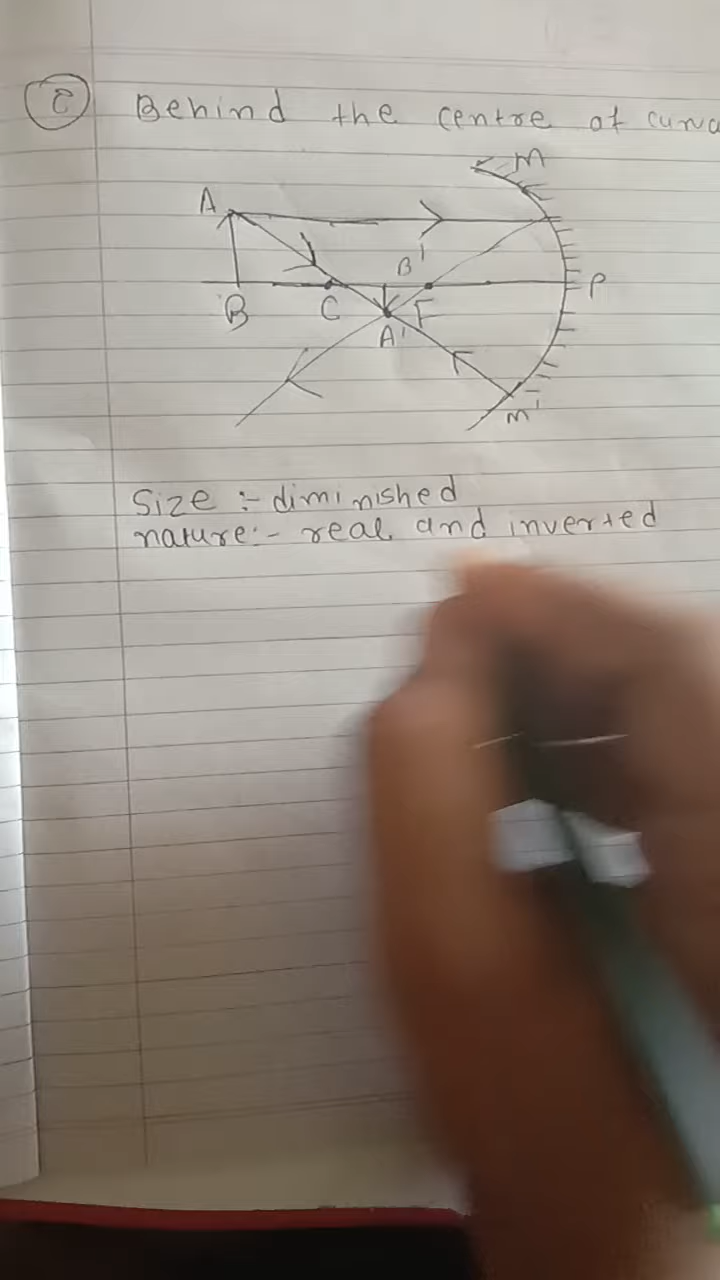 c Behind the centre of curva
M
A
B'
B C F P
A'
M'
Size :- diminished
nature:- real and inverted